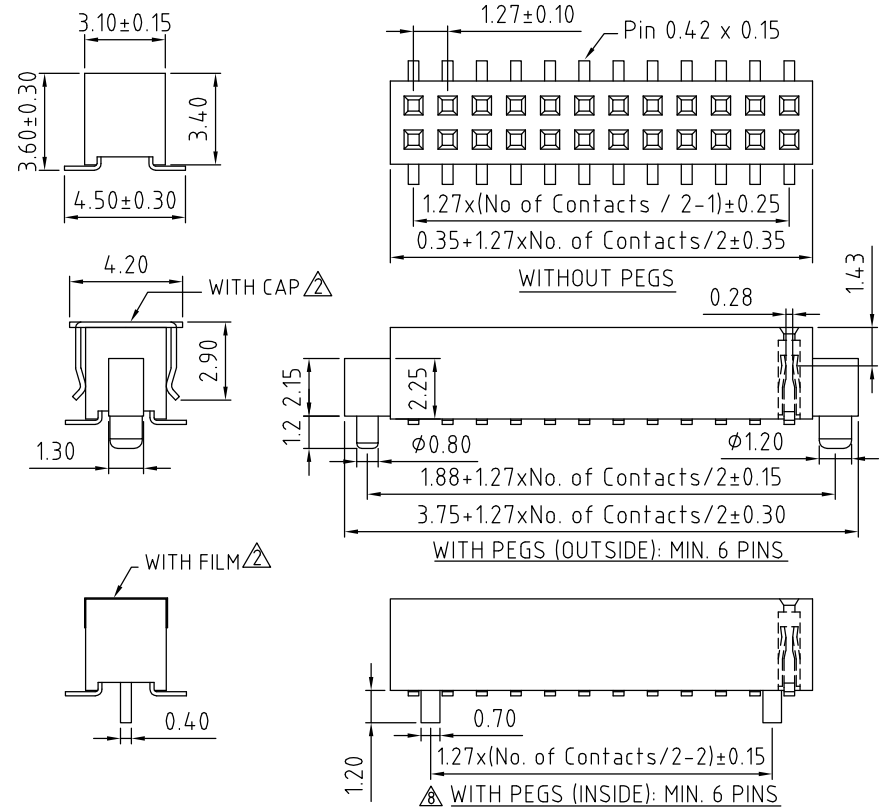 3.10±0.15
3.60±0.30
3.40
4.50±0.30
1.27±0.10
Pin 0.42 x 0.15
1.27x(No of Contacts / 2-1)±0.25
0.35+1.27xNo. of Contacts/2±0.35
WITHOUT PEGS
4.20
WITH CAP 2
2.90
1.30
0.28
1.43
2.15
2.25
1.2
ϕ0.80
ϕ1.20
1.88+1.27xNo. of Contacts/2±0.15
3.75+1.27xNo. of Contacts/2±0.30
WITH PEGS (OUTSIDE): MIN. 6 PINS
WITH FILM 2
0.40
1.20
0.70
1.27x(No. of Contacts/2-2)±0.15
8 WITH PEGS (INSIDE): MIN. 6 PINS